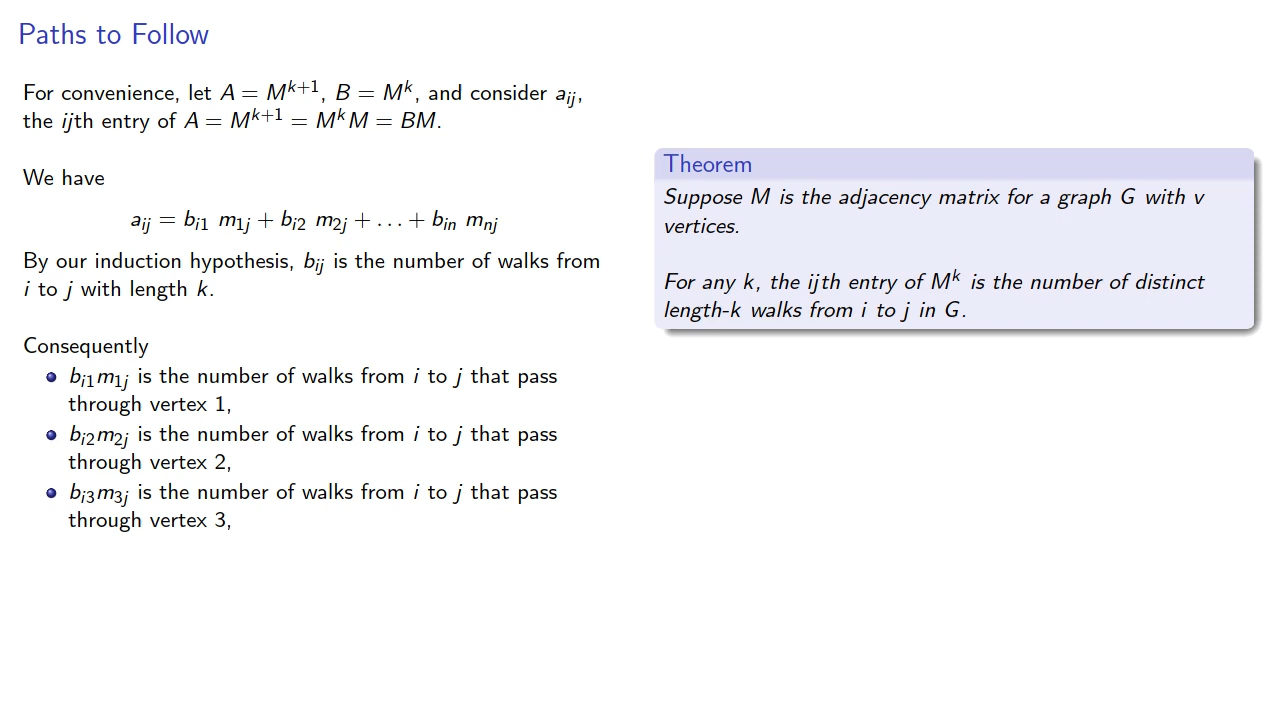 Paths to Follow
For convenience, let A = M^{k+1}, B = M^k, and consider a_{ij},
the ijth entry of A = M^{k+1} = M^k M = BM.
We have
a_{ij} = b_{i1} m_{1j} + b_{i2} m_{2j} + . . . + b_{in} m_{nj}
By our induction hypothesis, b_{ij} is the number of walks from
i to j with length k.
Consequently
b_{i1}m_{1j} is the number of walks from i to j that pass
through vertex 1,
b_{i2}m_{2j} is the number of walks from i to j that pass
through vertex 2,
b_{i3}m_{3j} is the number of walks from i to j that pass
through vertex 3,
Theorem
Suppose M is the adjacency matrix for a graph G with v
vertices.
For any k, the ijth entry of M^k is the number of distinct
length-k walks from i to j in G.